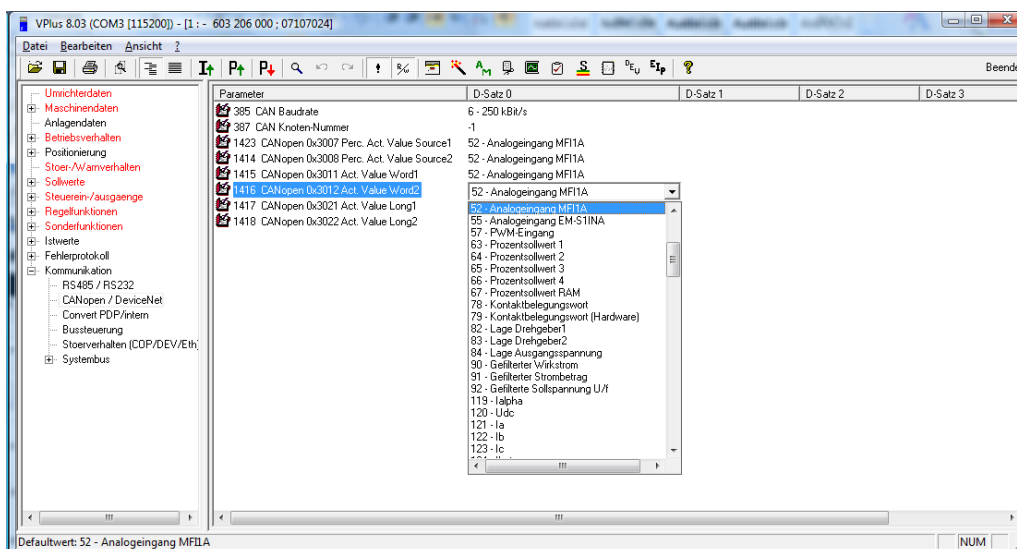 VPlus 8.03 (COM3 [115200]) - [1 : - 603 206 000 ; 07107024]
Datei Bearbeiten Ansicht ?
Beende
Umrichterdaten
Maschinendaten
Anlagendaten
Betriebsverhalten
Positionierung
Stoer-/Warnverhalten
Sollwerte
Steuerein-/ausgaenge
Regelfunktionen
Sonderfunktionen
Istwerte
Fehlerprotokoll
Kommunikation
RS485 / RS232
CANopen / DeviceNet
Convert PDP/intern
Bussteuerung
Stoerverhalten (COP/DEV/Eth)
Systembus
Parameter D-Satz 0 D-Satz 1 D-Satz 2 D-Satz 3
385 CAN Baudrate 6 - 250 kBit/s
387 CAN Knoten-Nummer -1
1423 CANopen 0x3007 Perc. Act. Value Source1 52 - Analogeingang MFI1A
1414 CANopen 0x3008 Perc. Act. Value Source2 52 - Analogeingang MFI1A
1415 CANopen 0x3011 Act. Value Word1 52 - Analogeingang MFI1A
1416 CANopen 0x3012 Act. Value Word2 52 - Analogeingang MFI1A
1417 CANopen 0x3021 Act. Value Long1
1418 CANopen 0x3022 Act. Value Long2
52 - Analogeingang MFI1A
55 - Analogeingang EM-S1INA
57 - PWM-Eingang
63 - Prozentsollwert 1
64 - Prozentsollwert 2
65 - Prozentsollwert 3
66 - Prozentsollwert 4
67 - Prozentsollwert RAM
78 - Kontaktbelegungswort
79 - Kontaktbelegungswort (Hardware)
82 - Lage Drehgeber1
83 - Lage Drehgeber2
84 - Lage Ausgangsspannung
90 - Gefilterter Wirkstrom
91 - Gefilterter Strombetrag
92 - Gefilterte Sollspannung U/f
119 - Ialpha
120 - Udc
121 - Ia
122 - Ib
123 - Ic
Defaultwert: 52 - Analogeingang MFI1A NUM